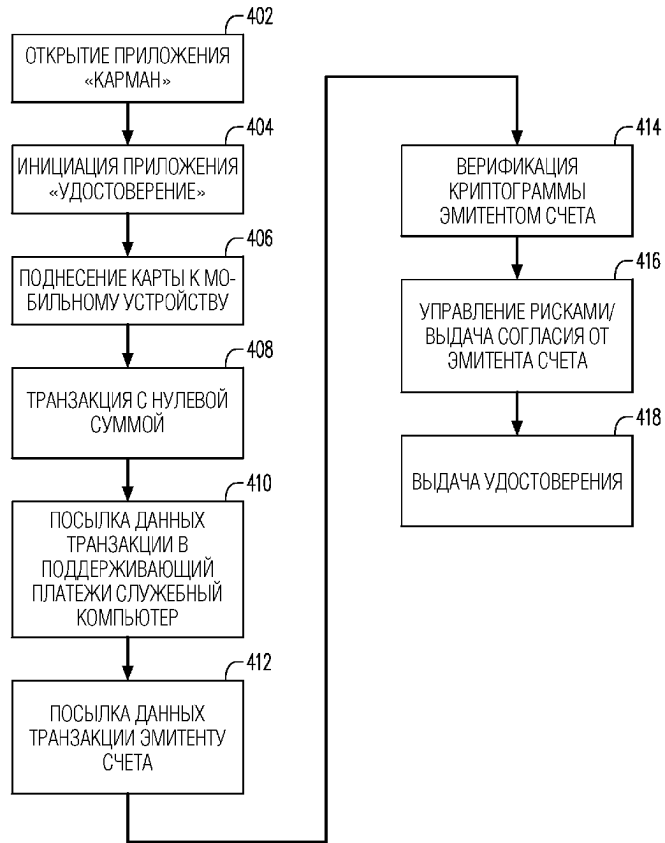 402
ОТКРЫТИЕ ПРИЛОЖЕНИЯ
«КАРМАН»
404
ИНИЦИАЦИЯ ПРИЛОЖЕНИЯ
«УДОСТОВЕРЕНИЕ»
406
ПОДНЕСЕНИЕ КАРТЫ К МО-
БИЛЬНОМУ УСТРОЙСТВУ
408
ТРАНЗАКЦИЯ С НУЛЕВОЙ
СУММОЙ
410
ПОСЫЛКА ДАННЫХ
ТРАНЗАКЦИИ В
ПОДДЕРЖИВАЮЩИЙ
ПЛАТЕЖИ СЛУЖЕБНЫЙ
КОМПЬЮТЕР
412
ПОСЫЛКА ДАННЫХ
ТРАНЗАКЦИИ ЭМИТЕНТУ
СЧЕТА
414
ВЕРИФИКАЦИЯ
КРИПТОГРАММЫ
ЭМИТЕНТОМ СЧЕТА
416
УПРАВЛЕНИЕ РИСКАМИ/
ВЫДАЧА СОГЛАСИЯ ОТ
ЭМИТЕНТА СЧЕТА
418
ВЫДАЧА УДОСТОВЕРЕНИЯ